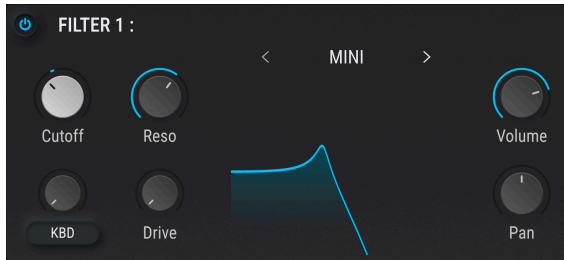 FILTER 1 :
< MINI >
Cutoff
Reso
Volume
KBD
Drive
Pan